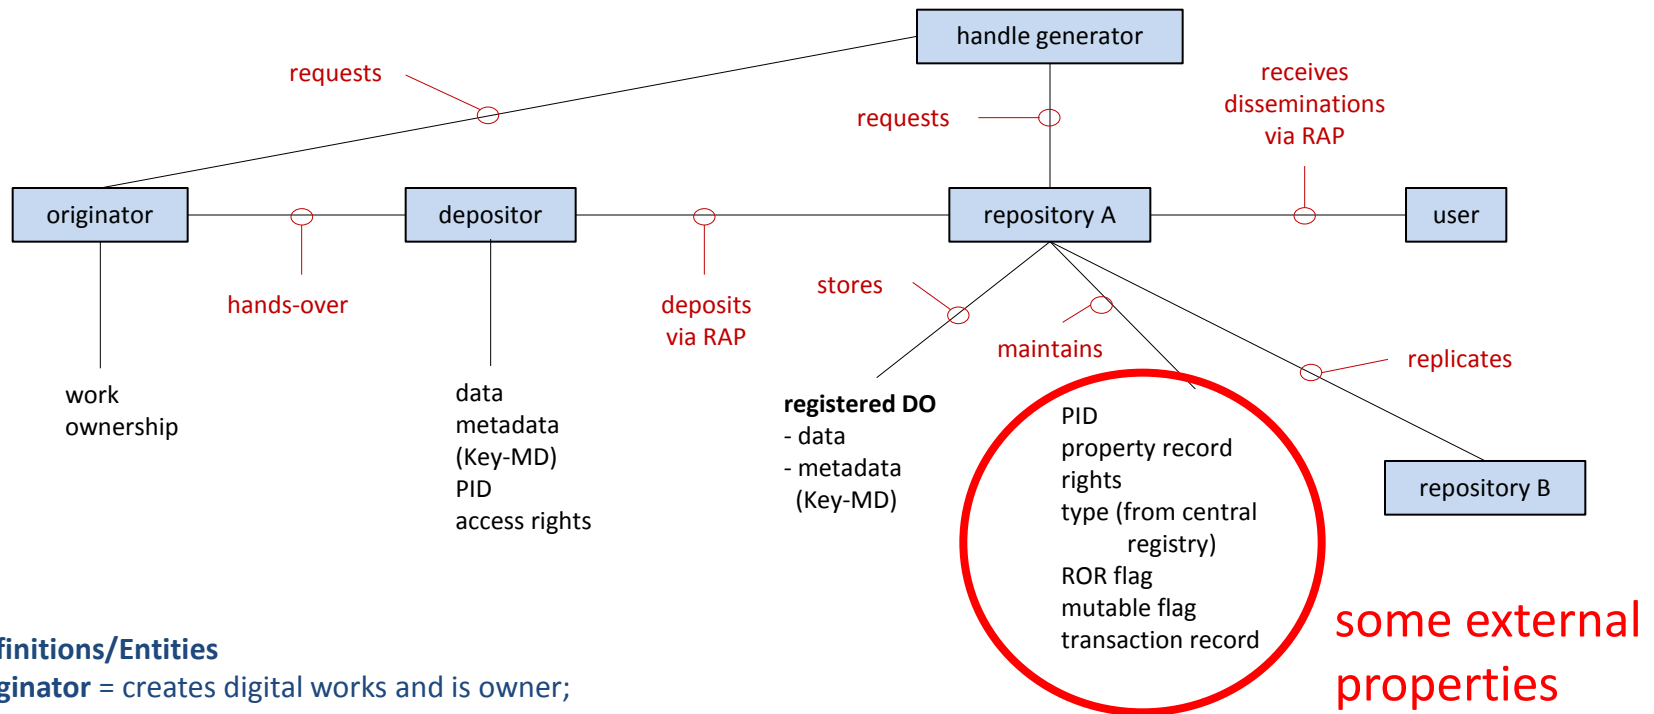 handle generator
requests
receives
disseminations
via RAP
requests
originator
depositor
repository A
user
hands-over
deposits
via RAP
stores
maintains
replicates
work
ownership
data
metadata
(Key-MD)
PID
access rights
registered DO
- data
- metadata
(Key-MD)
PID
property record
rights
type (from central
registry)
ROR flag
mutable flag
transaction record
repository B
some external
properties
finitions/Entities
ginator = creates digital works and is owner;